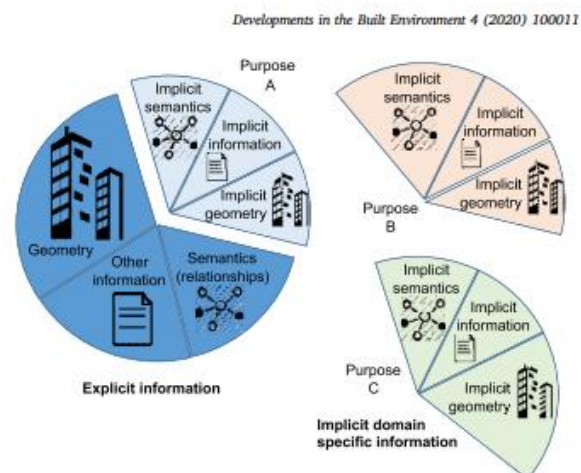 Developments in the Built Environment 4 (2020) 100011
Purpose
A
Implicit
semantics
Implicit
information
Implicit
geometry
Geometry
Other
information
Semantics
(relationships)
Explicit information
Implicit
semantics
Implicit
information
Implicit
geometry
Purpose
B
Implicit
semantics
Implicit
information
Implicit
geometry
Purpose
C
Implicit domain
specific information